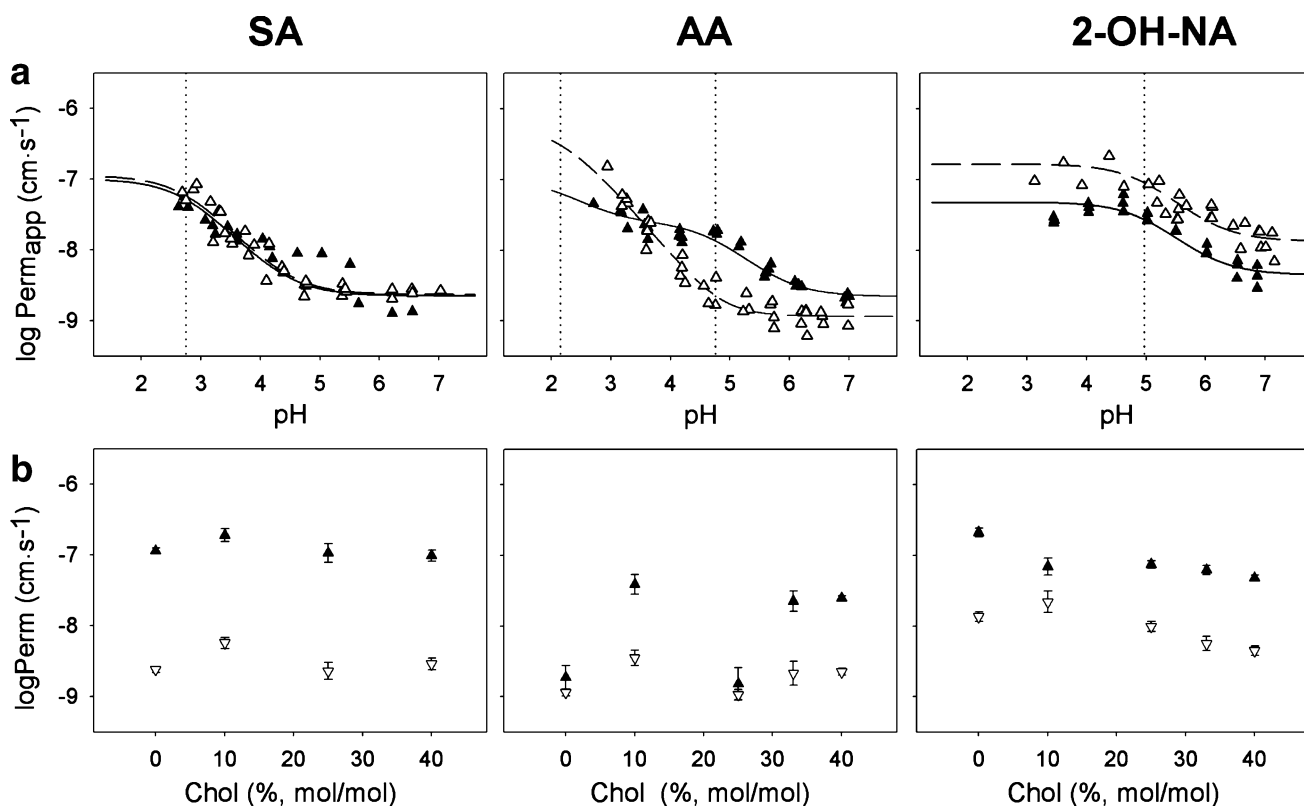 SA AA 2-OH-NA
a
log Permapp (cm·s-1)
-6
-7
-8
-9
2 3 4 5 6 7
pH
2 3 4 5 6 7
pH
2 3 4 5 6 7
pH
b
logPerm (cm·s-1)
-6
-7
-8
-9
0 10 20 30 40
Chol (%, mol/mol)
0 10 20 30 40
Chol (%, mol/mol)
0 10 20 30 40
Chol (%, mol/mol)